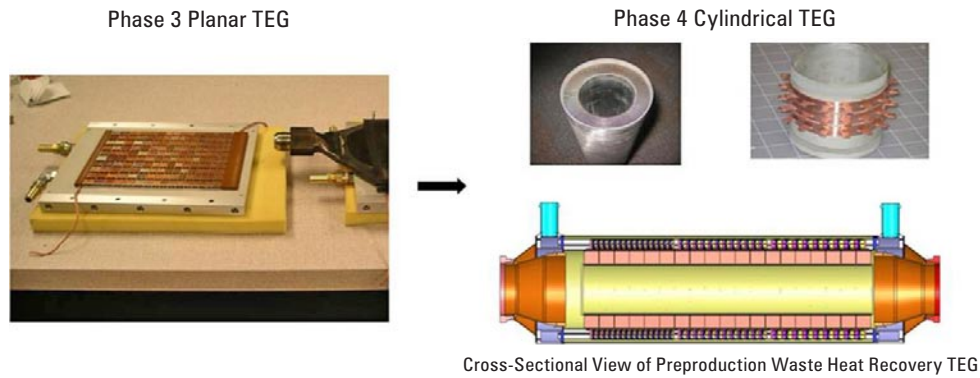 Phase 3 Planar TEG
Phase 4 Cylindrical TEG
Cross-Sectional View of Preproduction Waste Heat Recovery TEG